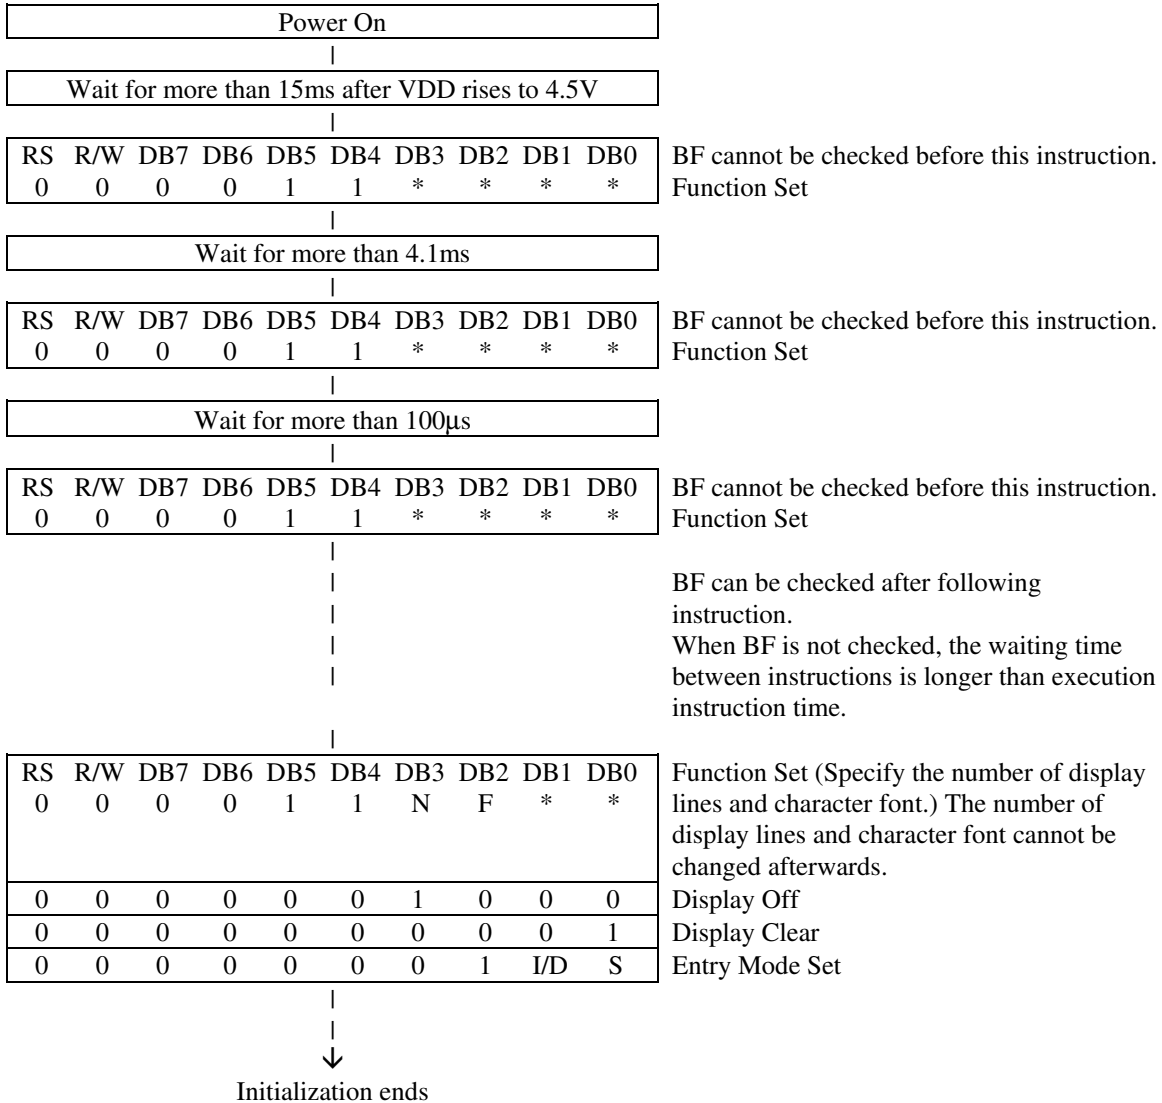 Power On
Wait for more than 15ms after VDD rises to 4.5V
RS R/W DB7 DB6 DB5 DB4 DB3 DB2 DB1 DB0 BF cannot be checked before this instruction.
0 0 0 0 1 1 * * * * Function Set
Wait for more than 4.1ms
RS R/W DB7 DB6 DB5 DB4 DB3 DB2 DB1 DB0 BF cannot be checked before this instruction.
0 0 0 0 1 1 * * * * Function Set
Wait for more than 100µs
RS R/W DB7 DB6 DB5 DB4 DB3 DB2 DB1 DB0 BF cannot be checked before this instruction.
0 0 0 0 1 1 * * * * Function Set
BF can be checked after following
instruction.
When BF is not checked, the waiting time
between instructions is longer than execution
instruction time.
RS R/W DB7 DB6 DB5 DB4 DB3 DB2 DB1 DB0 Function Set (Specify the number of display
0 0 0 0 1 1 N F * * lines and character font.) The number of
display lines and character font cannot be
changed afterwards.
0 0 0 0 0 0 1 0 0 0 Display Off
0 0 0 0 0 0 0 0 0 1 Display Clear
0 0 0 0 0 0 0 1 I/D S Entry Mode Set
Initialization ends